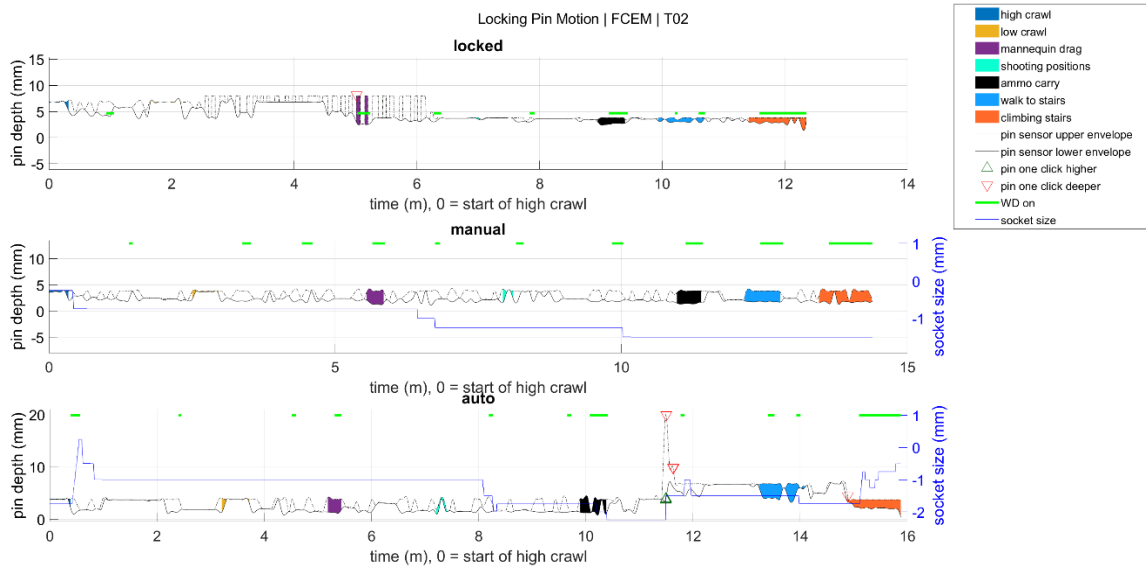 Locking Pin Motion | FCEM | T02
locked
pin depth (mm)
15
10
5
0
-5
0 2 4 6 8 10 12 14
time (m), 0 = start of high crawl
manual
pin depth (mm)
10
5
0
-5
1
0
-1
socket size (mm)
0 5 10 15
time (m), 0 = start of high crawl
auto
pin depth (mm)
20
10
0
1
0
-1
-2
socket size (mm)
0 2 4 6 8 10 12 14 16
time (m), 0 = start of high crawl
high crawl
low crawl
mannequin drag
shooting positions
ammo carry
walk to stairs
climbing stairs
pin sensor upper envelope
pin sensor lower envelope
pin one click higher
pin one click deeper
WD on
socket size